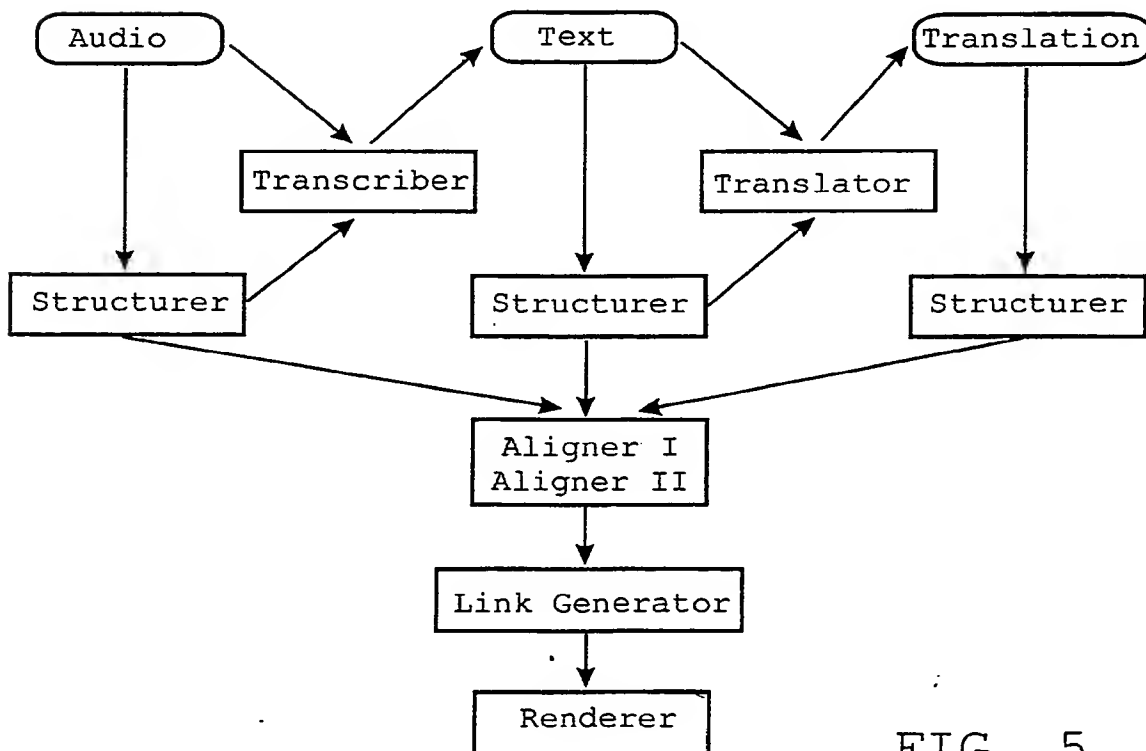 Audio
Text
Translation
Transcriber
Translator
Structurer
Structurer
Structurer
Aligner I
Aligner II
Link Generator
Renderer
FIG. 5